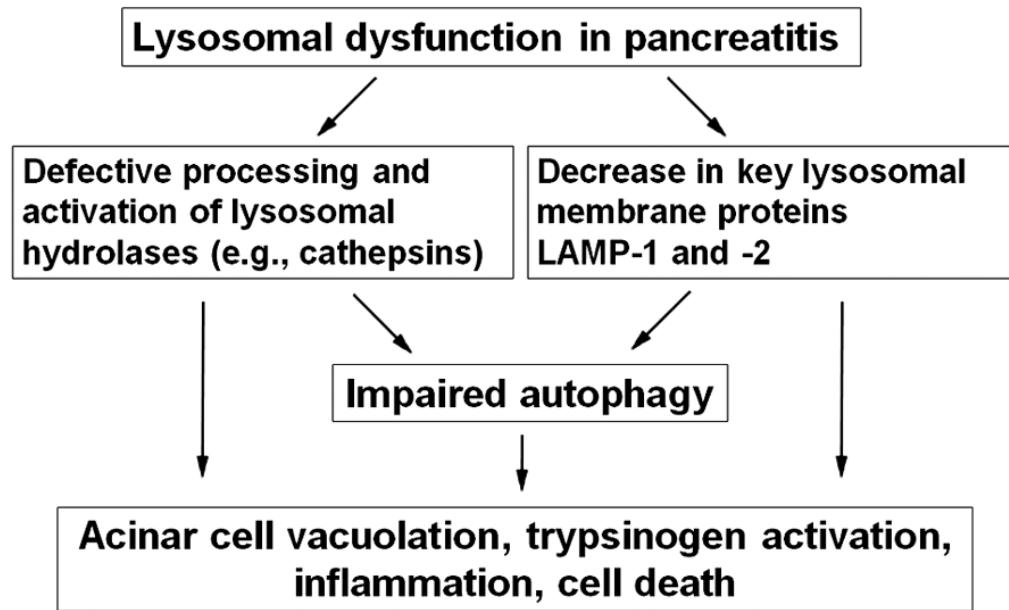 Lysosomal dysfunction in pancreatitis
Defective processing and
activation of lysosomal
hydrolases (e.g., cathepsins)
Decrease in key lysosomal
membrane proteins
LAMP-1 and -2
Impaired autophagy
Acinar cell vacuolation, trypsinogen activation,
inflammation, cell death